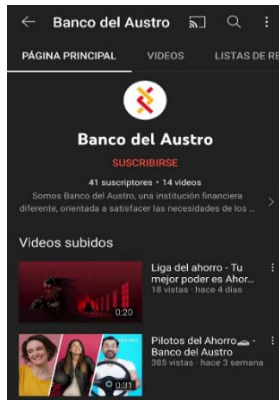 Banco del Austro
PÁGINA PRINCIPAL VIDEOS LISTAS DE RE
Banco del Austro
SUSCRIBIRSE
41 suscriptores • 14 videos
Somos Banco del Austro, una institución financiera
diferente, orientada a satisfacer las necesidades de los ...
Videos subidos
Liga del ahorro - Tu
mejor poder es Ahor...
18 vistas · hace 4 días
0:20
Pilotos del Ahorro🚗 -
Banco del Austro
385 vistas · hace 3 semana
0:31